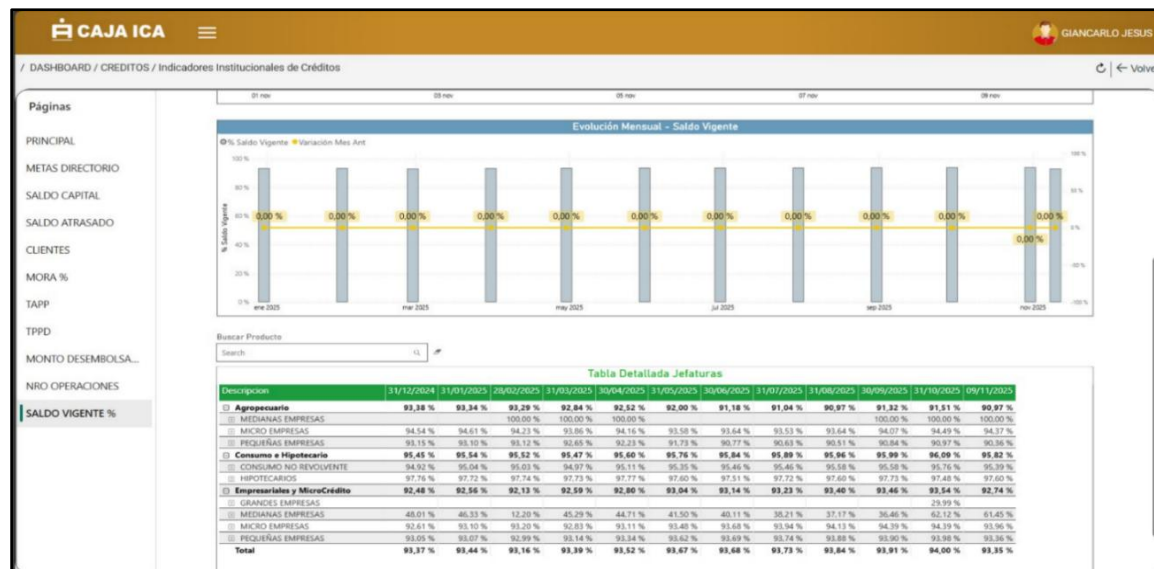 CAJA ICA
GIANCARLO JESUS
/ DASHBOARD / CREDITOS / Indicadores Institucionales de Créditos
← Volve
Páginas
PRINCIPAL
METAS DIRECTORIO
SALDO CAPITAL
SALDO ATRASADO
CLIENTES
MORA %
TAPP
TPPD
MONTO DESEMBOLSA...
NRO OPERACIONES
SALDO VIGENTE %
01 nov 03 nov 05 nov 07 nov 09 nov
Evolución Mensual - Saldo Vigente
% Saldo Vigente Variación Mes Ant
100 % 100 %
80 % 50 %
60 % 0,00 % 0,00 % 0,00 % 0,00 % 0,00 % 0,00 % 0,00 % 0,00 % 0,00 % 0,00 % 0,00 % 0 %
40 % 0,00 %
20 % -50 %
0 % -100 %
% Saldo Vigente
ene 2025 mar 2025 may 2025 jul 2025 sep 2025 nov 2025
Buscar Producto
Search
Tabla Detallada Jefaturas
Descripcion 31/12/2024 31/01/2025 28/02/2025 31/03/2025 30/04/2025 31/05/2025 30/06/2025 31/07/2025 31/08/2025 30/09/2025 31/10/2025 09/11/2025
Agropecuario 93,38 % 93,34 % 93,29 % 92,84 % 92,52 % 92,00 % 91,18 % 91,04 % 90,97 % 91,32 % 91,51 % 90,97 %
MEDIANAS EMPRESAS 100,00 % 100,00 % 100,00 % 100,00 % 100,00 % 100,00 %
MICRO EMPRESAS 94,54 % 94,61 % 94,23 % 93,86 % 94,16 % 93,58 % 93,64 % 93,53 % 93,64 % 94,07 % 94,49 % 94,37 %
PEQUEÑAS EMPRESAS 93,15 % 93,10 % 93,12 % 92,65 % 92,23 % 91,73 % 90,77 % 90,63 % 90,51 % 90,84 % 90,97 % 90,36 %
Consumo e Hipotecario 95,45 % 95,54 % 95,52 % 95,47 % 95,60 % 95,76 % 95,84 % 95,89 % 95,96 % 95,99 % 96,09 % 95,82 %
CONSUMO NO REVOLVENTE 94,92 % 95,04 % 95,03 % 94,97 % 95,11 % 95,35 % 95,46 % 95,46 % 95,58 % 95,58 % 95,76 % 95,39 %
HIPOTECARIOS 97,76 % 97,72 % 97,74 % 97,73 % 97,77 % 97,60 % 97,51 % 97,72 % 97,60 % 97,73 % 97,48 % 97,60 %
Empresariales y MicroCrédito 92,48 % 92,56 % 92,13 % 92,59 % 92,80 % 93,04 % 93,14 % 93,23 % 93,40 % 93,46 % 93,54 % 92,74 %
GRANDES EMPRESAS 29,99 %
MEDIANAS EMPRESAS 48,01 % 46,33 % 12,20 % 45,29 % 44,71 % 41,50 % 40,11 % 38,21 % 37,17 % 36,46 % 62,12 % 61,45 %
MICRO EMPRESAS 92,61 % 93,10 % 93,20 % 92,83 % 93,11 % 93,48 % 93,68 % 93,94 % 94,13 % 94,39 % 94,39 % 93,96 %
PEQUEÑAS EMPRESAS 93,05 % 93,07 % 92,99 % 93,14 % 93,34 % 93,62 % 93,69 % 93,74 % 93,88 % 93,90 % 93,98 % 93,36 %
Total 93,37 % 93,44 % 93,16 % 93,39 % 93,52 % 93,67 % 93,68 % 93,73 % 93,84 % 93,91 % 94,00 % 93,35 %